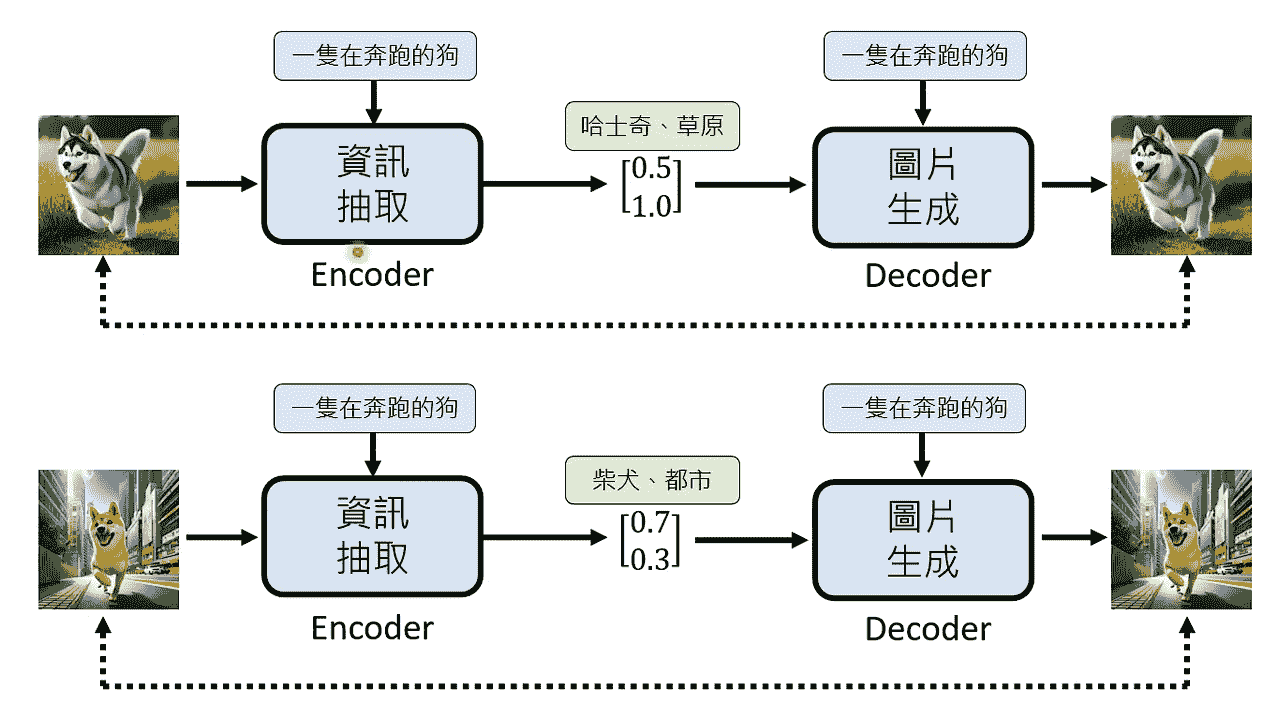 一隻在奔跑的狗
一隻在奔跑的狗
哈士奇、草原
資訊
抽取
0.5
1.0
圖片
生成
Encoder
Decoder
一隻在奔跑的狗
一隻在奔跑的狗
柴犬、都市
資訊
抽取
0.7
0.3
圖片
生成
Encoder
Decoder